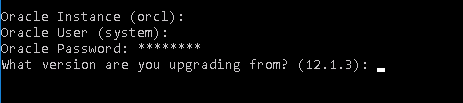 Oracle Instance (orcl):
Oracle User (system):
Oracle Password: ********
What version are you upgrading from? (12.1.3): _